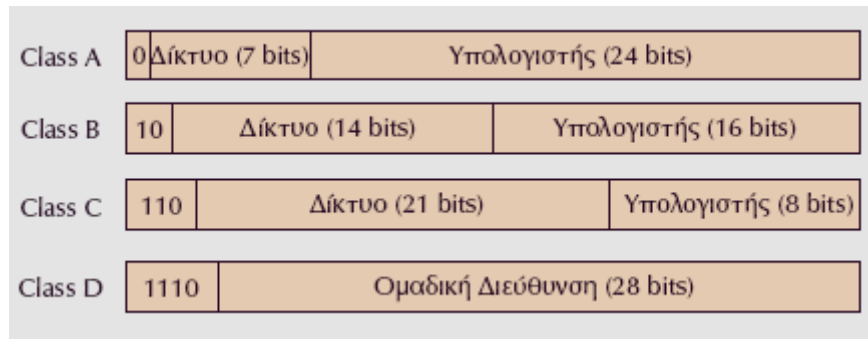 Class A 0 Δίκτυο (7 bits) Υπολογιστής (24 bits)
Class B 10 Δίκτυο (14 bits) Υπολογιστής (16 bits)
Class C 110 Δίκτυο (21 bits) Υπολογιστής (8 bits)
Class D 1110 Ομαδική Διεύθυνση (28 bits)